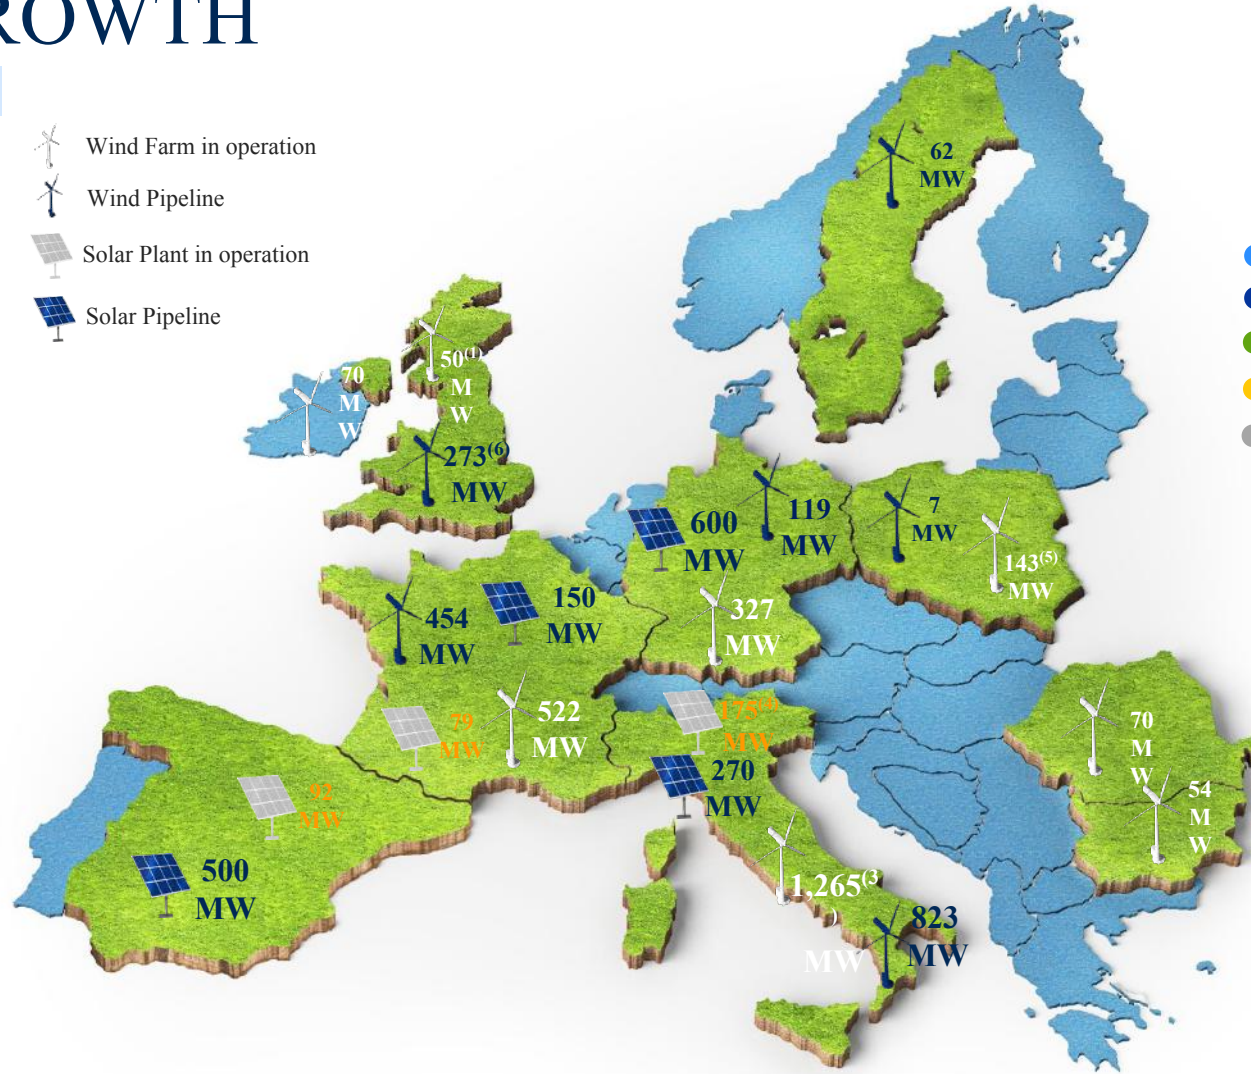 ROWTH
Wind Farm in operation
Wind Pipeline
Solar Plant in operation
Solar Pipeline
62
MW
50(1)
M
W
70
M
W
273(6)
MW
600
MW
119
MW
7
MW
143(5)
MW
454
MW
150
MW
327
MW
79
MW
522
MW
175(4)
MW
270
MW
70
M
W
54
M
W
92
MW
500
MW
1,265(3
)
MW
823
MW